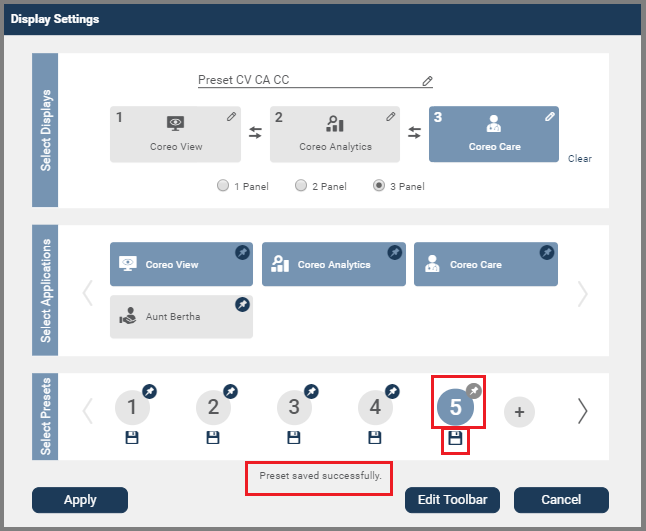 Display Settings
Select Displays
Preset CV CA CC
1
Coreo View
2
Coreo Analytics
3
Coreo Care
Clear
1 Panel
2 Panel
3 Panel
Select Applications
Coreo View
Coreo Analytics
Coreo Care
Aunt Bertha
Select Presets
1
2
3
4
5
+
Preset saved successfully.
Apply
Edit Toolbar
Cancel